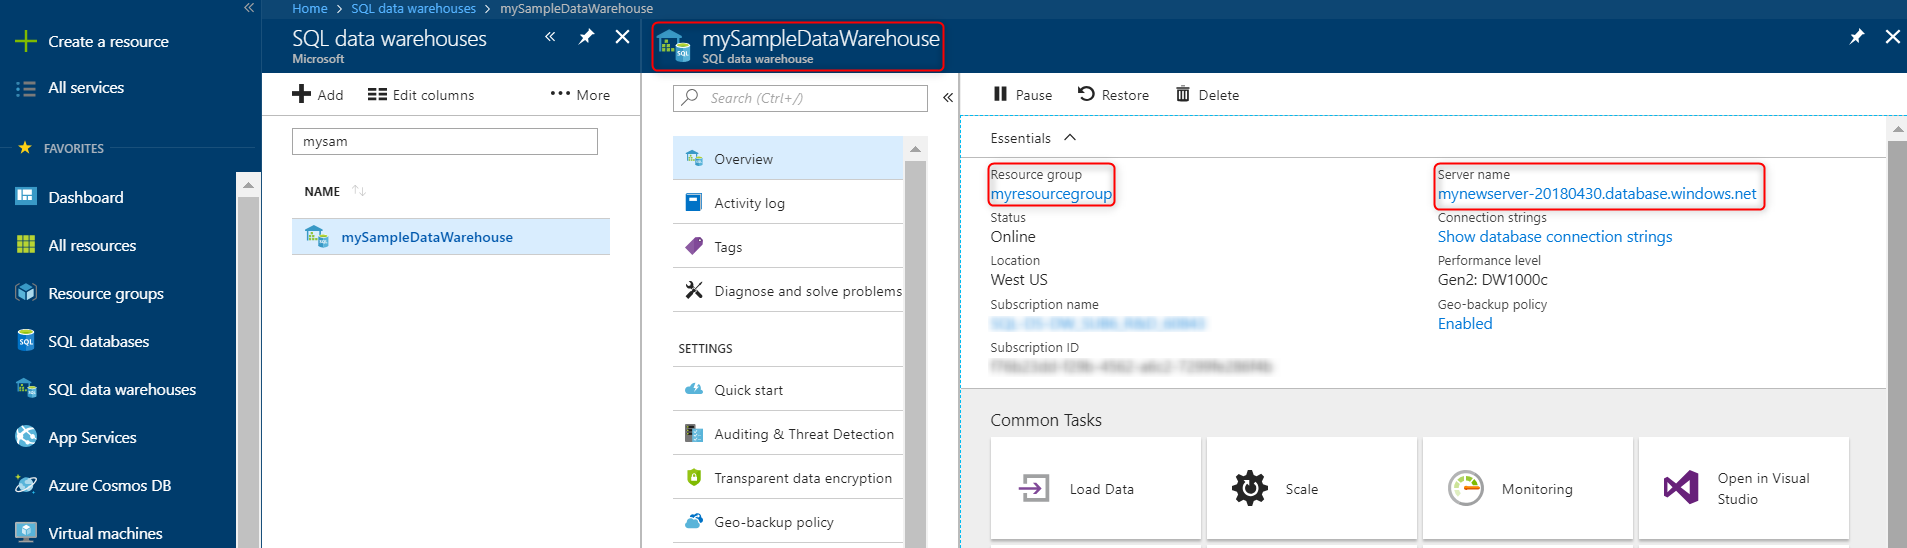 Home > SQL data warehouses > mySampleDataWarehouse
Create a resource
All services
FAVORITES
Dashboard
All resources
Resource groups
SQL databases
SQL data warehouses
App Services
Azure Cosmos DB
Virtual machines
SQL data warehouses
Microsoft
Add
Edit columns
More
mysam
NAME
mySampleDataWarehouse
mySampleDataWarehouse
SQL data warehouse
Search (Ctrl+/)
Overview
Activity log
Tags
Diagnose and solve problems
SETTINGS
Quick start
Auditing & Threat Detection
Transparent data encryption
Geo-backup policy
Pause
Restore
Delete
Essentials
Resource group
myresourcegroup
Status
Online
Location
West US
Subscription name
Subscription ID
Server name
mynewserver-20180430.database.windows.net
Connection strings
Show database connection strings
Performance level
Gen2: DW1000c
Geo-backup policy
Enabled
Common Tasks
Load Data
Scale
Monitoring
Open in Visual
Studio